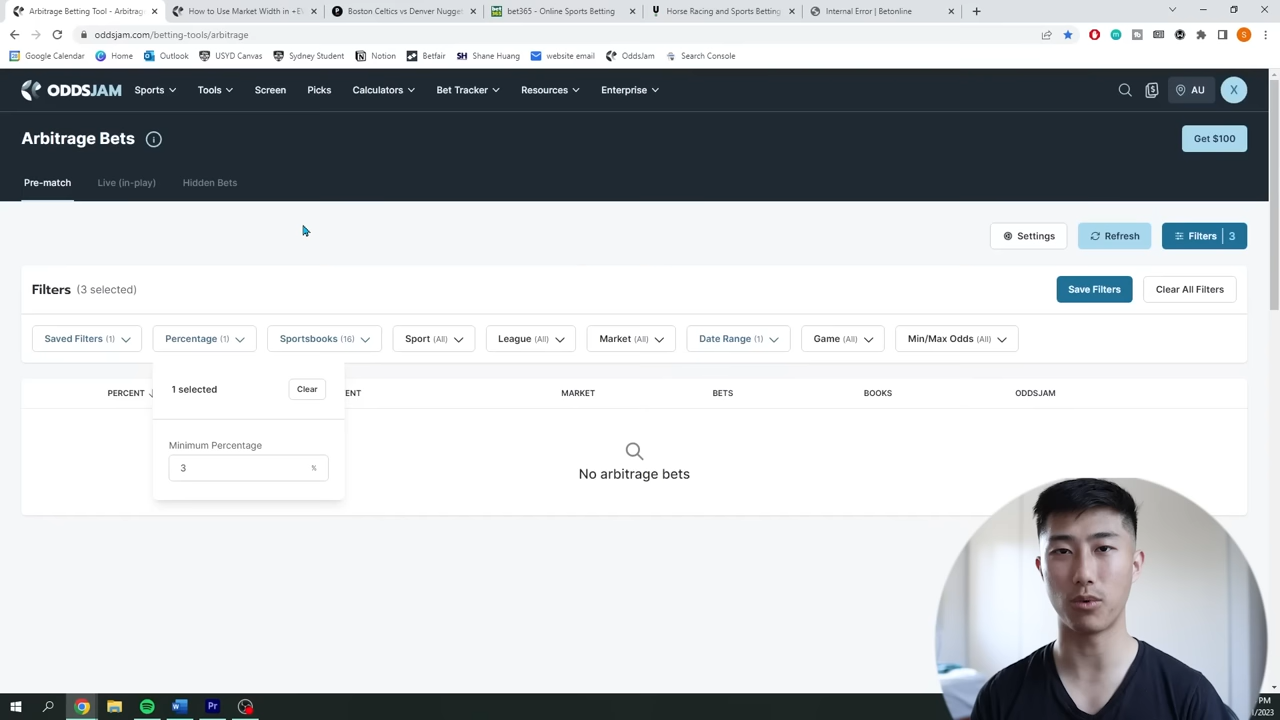 Arbitrage Betting Tool - Arbitrag
How to Use Market Width in +E
Boston Celtics vs Denver Nugget
bet365 - Online Sports Betting
Horse Racing and Sports Betting
Internal Error | Betonline
oddsjam.com/betting-tools/arbitrage
Google Calendar
Home
Outlook
USYD Canvas
Sydney Student
Notion
Betfair
Shane Huang
website email
OddsJam
Search Console
ODDSJAM
Sports
Tools
Screen
Picks
Calculators
Bet Tracker
Resources
Enterprise
AU
X
Arbitrage Bets
Get $100
Pre-match
Live (in-play)
Hidden Bets
Settings
Refresh
Filters | 3
Filters (3 selected)
Save Filters
Clear All Filters
Saved Filters (1)
Percentage (1)
Sportsbooks (16)
Sport (All)
League (All)
Market (All)
Date Range (1)
Game (All)
Min/Max Odds (All)
1 selected
Clear
Minimum Percentage
3 %
PERCENT
ENT
MARKET
BETS
BOOKS
ODDSJAM
No arbitrage bets
PM
/2023